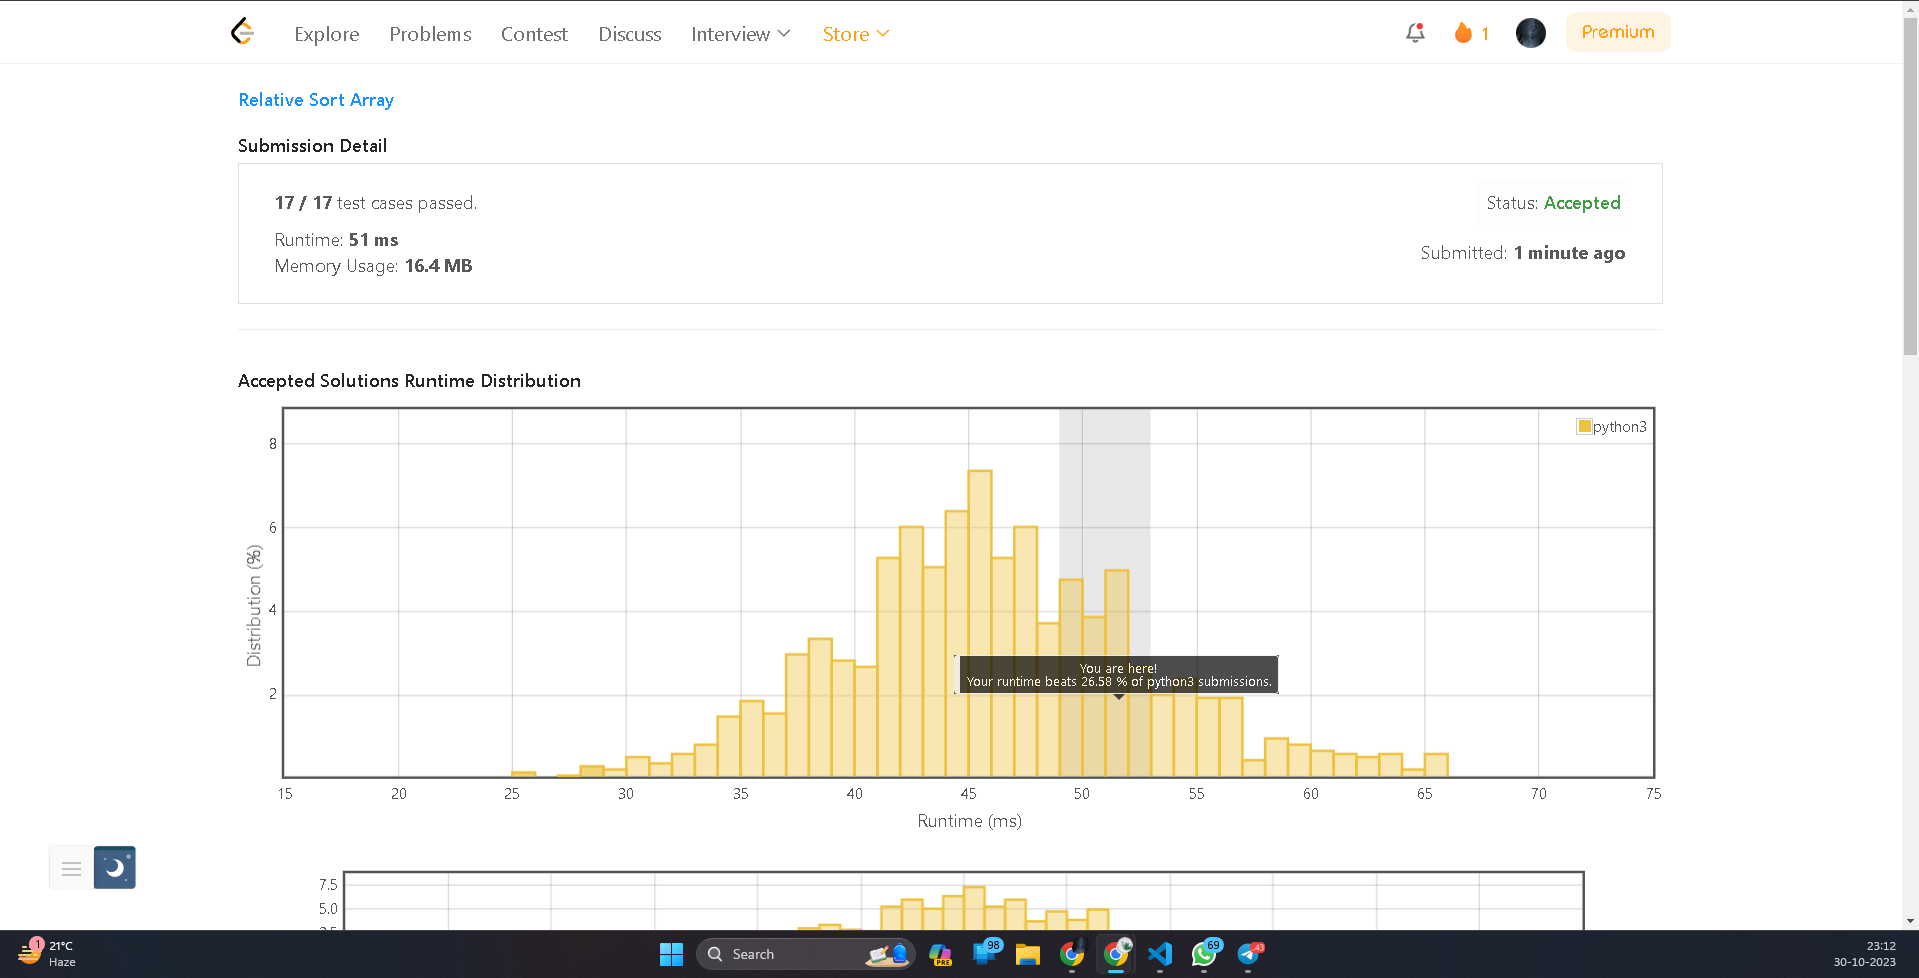 Explore Problems Contest Discuss Interview Store 1 Premium
Relative Sort Array
Submission Detail
17 / 17 test cases passed.
Status: Accepted
Runtime: 51 ms
Submitted: 1 minute ago
Memory Usage: 16.4 MB
Accepted Solutions Runtime Distribution
python3
8
6
4
2
Distribution (%)
You are here!
Your runtime beats 26.58 % of python3 submissions.
15 20 25 30 35 40 45 50 55 60 65 70 75
Runtime (ms)
7.5
5.0
1
21°C
Haze
Search
PRE
98
69
43
23:12
30-10-2023